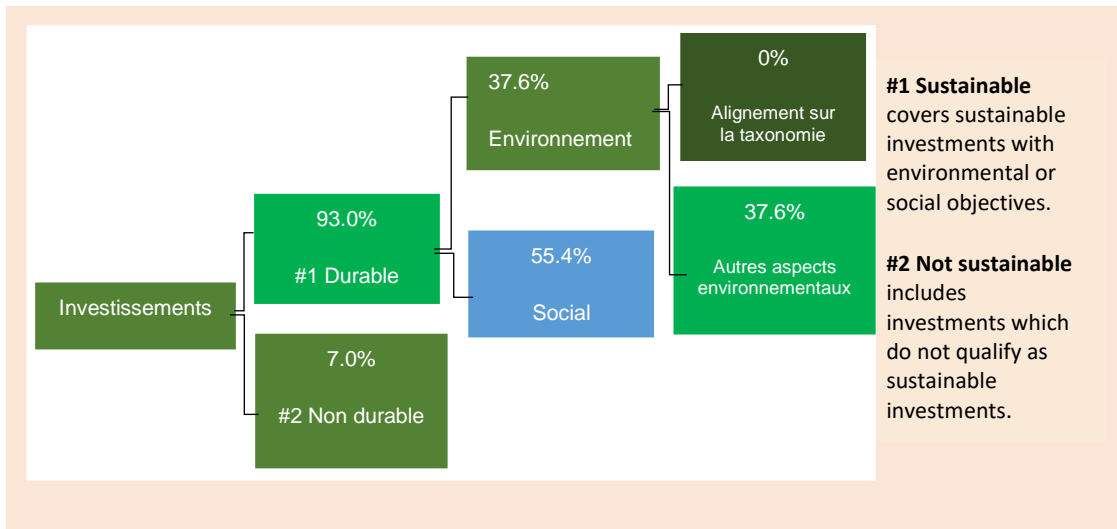 Investissements
93.0%
#1 Durable
7.0%
#2 Non durable
37.6%
Environnement
55.4%
Social
0%
Alignement sur
la taxonomie
37.6%
Autres aspects
environnementaux
#1 Sustainable
covers sustainable
investments with
environmental or
social objectives.
#2 Not sustainable
includes
investments which
do not qualify as
sustainable
investments.